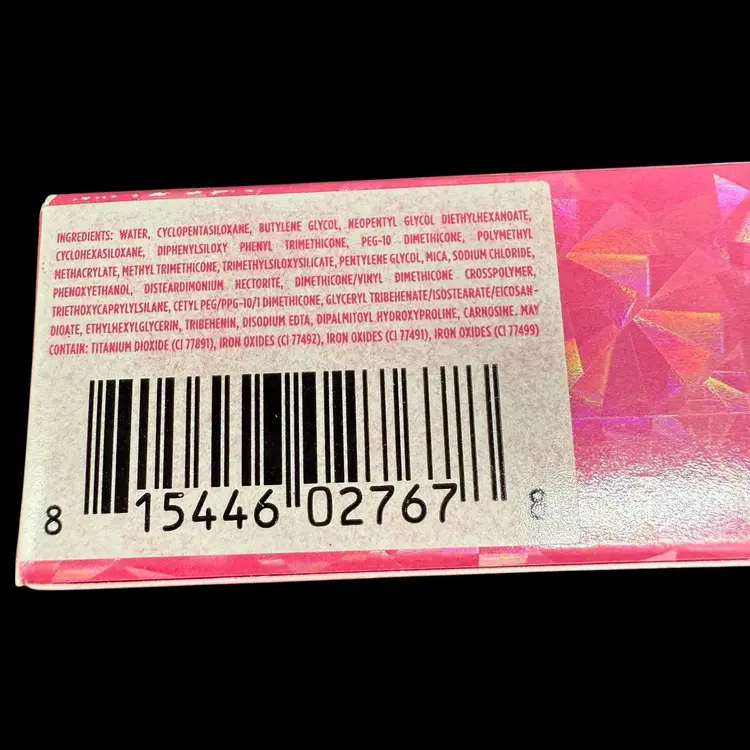 INGREDIENTS: WATER, CYCLOPENTASILOXANE, BUTYLENE GLYCOL, NEOPENTYL GLYCOL DIETHYLHEXANOATE,
CYCLOHEXASILOXANE, DIPHENYLSILOXY PHENYL TRIMETHICONE, PEG-10 DIMETHICONE, POLYMETHYL
NETHACRYLATE, METHYL TRIMETHICONE, TRIMETHYLSILOXYSILICATE, PENTYLENE GLYCOL, MICA, SODIUM CHLORIDE,
PHENOXYETHANOL, DISTEARDIMONIUM HECTORITE, DIMETHICONE/VINYL DIMETHICONE CROSSPOLYMER,
TRIETHOXYCAPRYLYLSILANE, CETYL PEG/PPG-10/1 DIMETHICONE, GLYCERYL TRIBEHENATE/ISOSTEARATE/EICOSAN-
DIOATE, ETHYLHEXYLGLYCERIN, TRIBEHENIN, DISODIUM EDTA, DIPALMITOYL HYDROXYPROLINE, CARNOSINE. MAY
CONTAIN: TITANIUM DIOXIDE (CI 77891), IRON OXIDES (CI 77492), IRON OXIDES (CI 77491), IRON OXIDES (CI 77499)
8 15446 02767 8